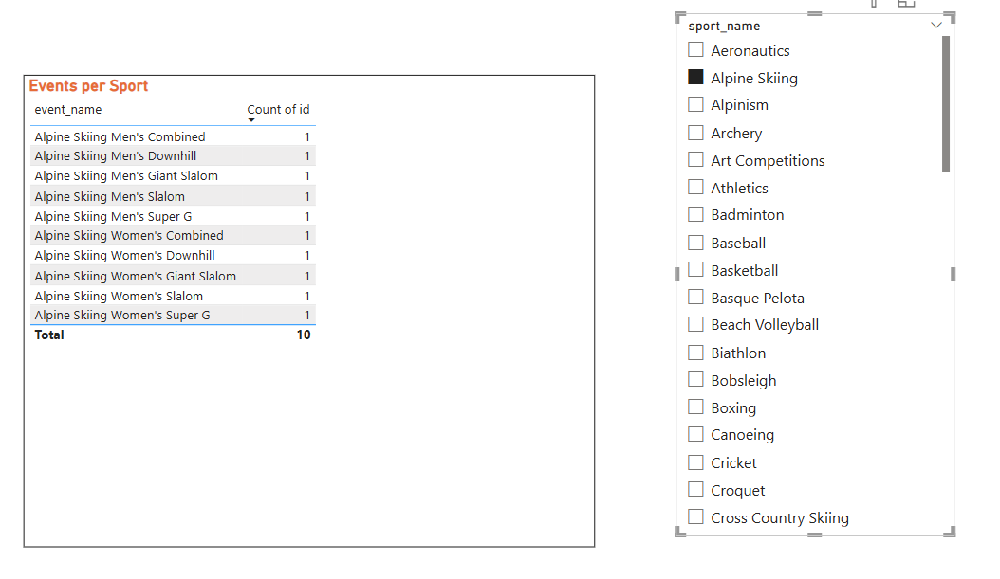 Events per Sport
event_name Count of id
Alpine Skiing Men's Combined 1
Alpine Skiing Men's Downhill 1
Alpine Skiing Men's Giant Slalom 1
Alpine Skiing Men's Slalom 1
Alpine Skiing Men's Super G 1
Alpine Skiing Women's Combined 1
Alpine Skiing Women's Downhill 1
Alpine Skiing Women's Giant Slalom 1
Alpine Skiing Women's Slalom 1
Alpine Skiing Women's Super G 1
Total 10
sport_name
Aeronautics
Alpine Skiing
Alpinism
Archery
Art Competitions
Athletics
Badminton
Baseball
Basketball
Basque Pelota
Beach Volleyball
Biathlon
Bobsleigh
Boxing
Canoeing
Cricket
Croquet
Cross Country Skiing